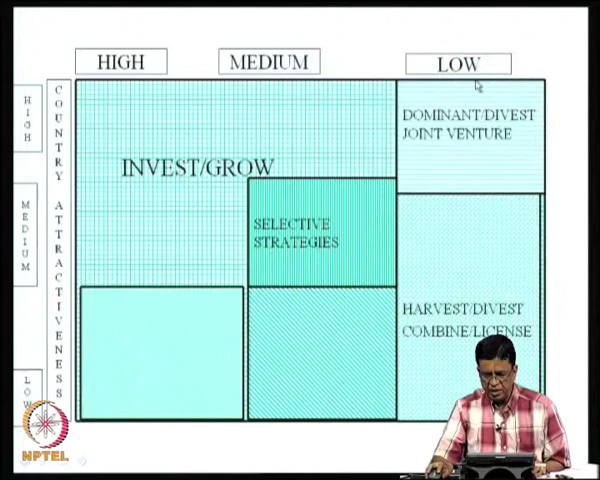 HIGH
MEDIUM
LOW
HIGH
MEDIUM
LOW
COUNTRY ATTRACTIVENESS
INVEST/GROW
DOMINANT/DIVEST
JOINT VENTURE
SELECTIVE
STRATEGIES
HARVEST/DIVEST
COMBINE/LICENSE
NPTEL